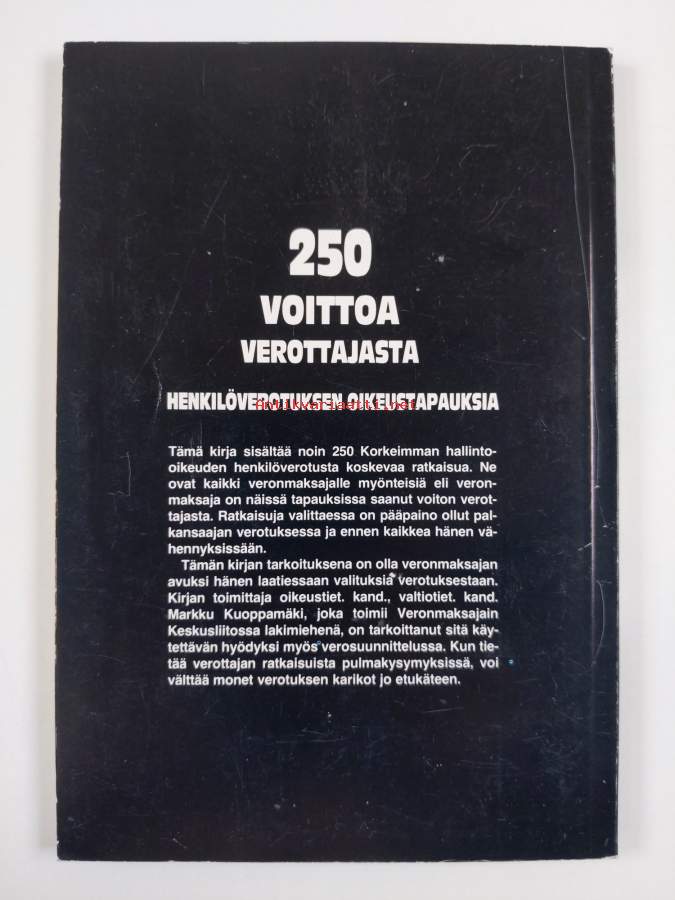 250
VOITTOA
VEROTTAJASTA
HENKILÖVEROTUKSEN OIKEUSTAPAUKSIA
Antikvariaatti.net
Tämä kirja sisältää noin 250 Korkeimman hallinto-
oikeuden henkilöverotusta koskevaa ratkaisua. Ne
ovat kaikki veronmaksajalle myönteisiä eli veron-
maksaja on näissä tapauksissa saanut voiton verot-
tajasta. Ratkaisuja valittaessa on pääpaino ollut pal-
kansaajan verotuksessa ja ennen kaikkea hänen vä-
hennyksissään.
Tämän kirjan tarkoituksena on olla veronmaksajan
avuksi hänen laatiessaan valituksia verotuksestaan.
Kirjan toimittaja oikeustiet. kand., valtiotiet. kand.
Markku Kuoppamäki, joka toimii Veronmaksajain
Keskusliitossa lakimiehenä, on tarkoittanut sitä käy-
tettävän hyödyksi myös verosuunnittelussa. Kun tie-
tää verottajan ratkaisuista pulmakysymyksissä, voi
välttää monet verotuksen karikot jo etukäteen.